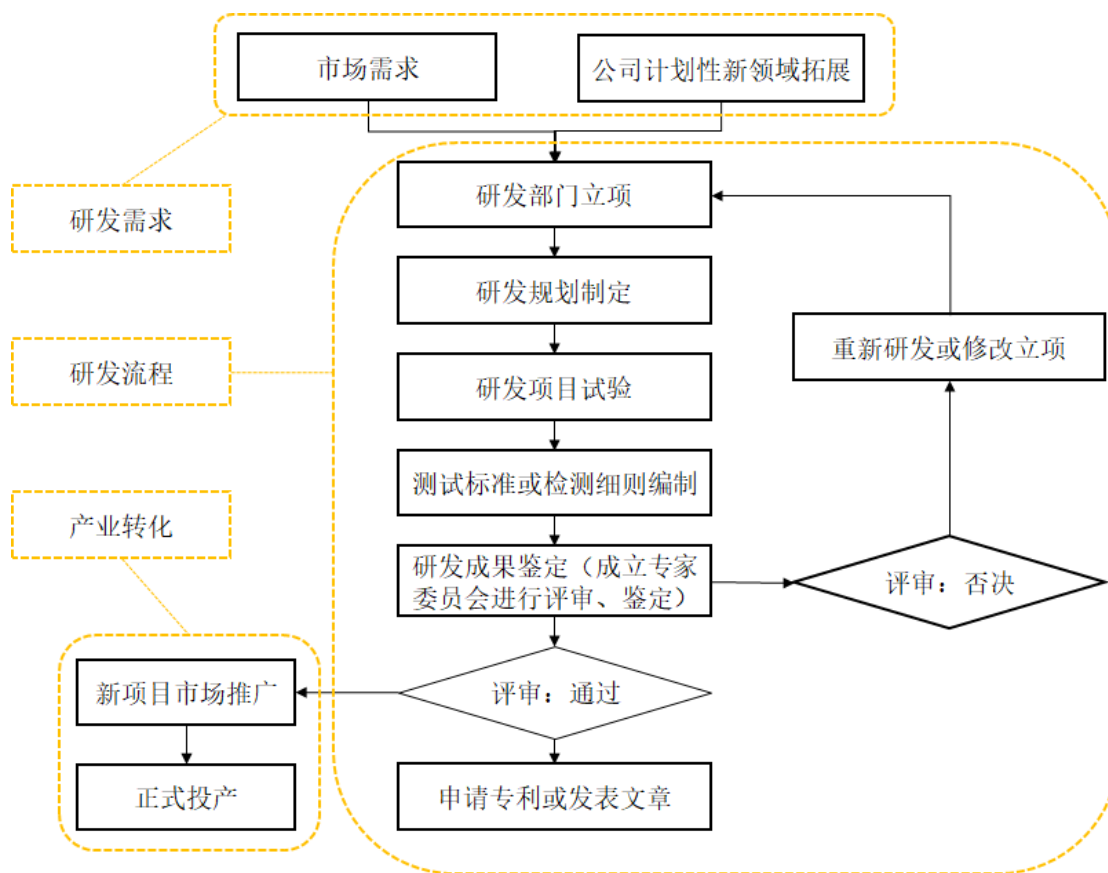 市场需求
公司计划性新领域拓展
研发部门立项
研发需求
研发规划制定
重新研发或修改立项
研发流程
研发项目试验
测试标准或检测细则编制
产业转化
研发成果鉴定（成立专家
委员会进行评审、鉴定）
评审：否决
新项目市场推广
评审：通过
正式投产
申请专利或发表文章